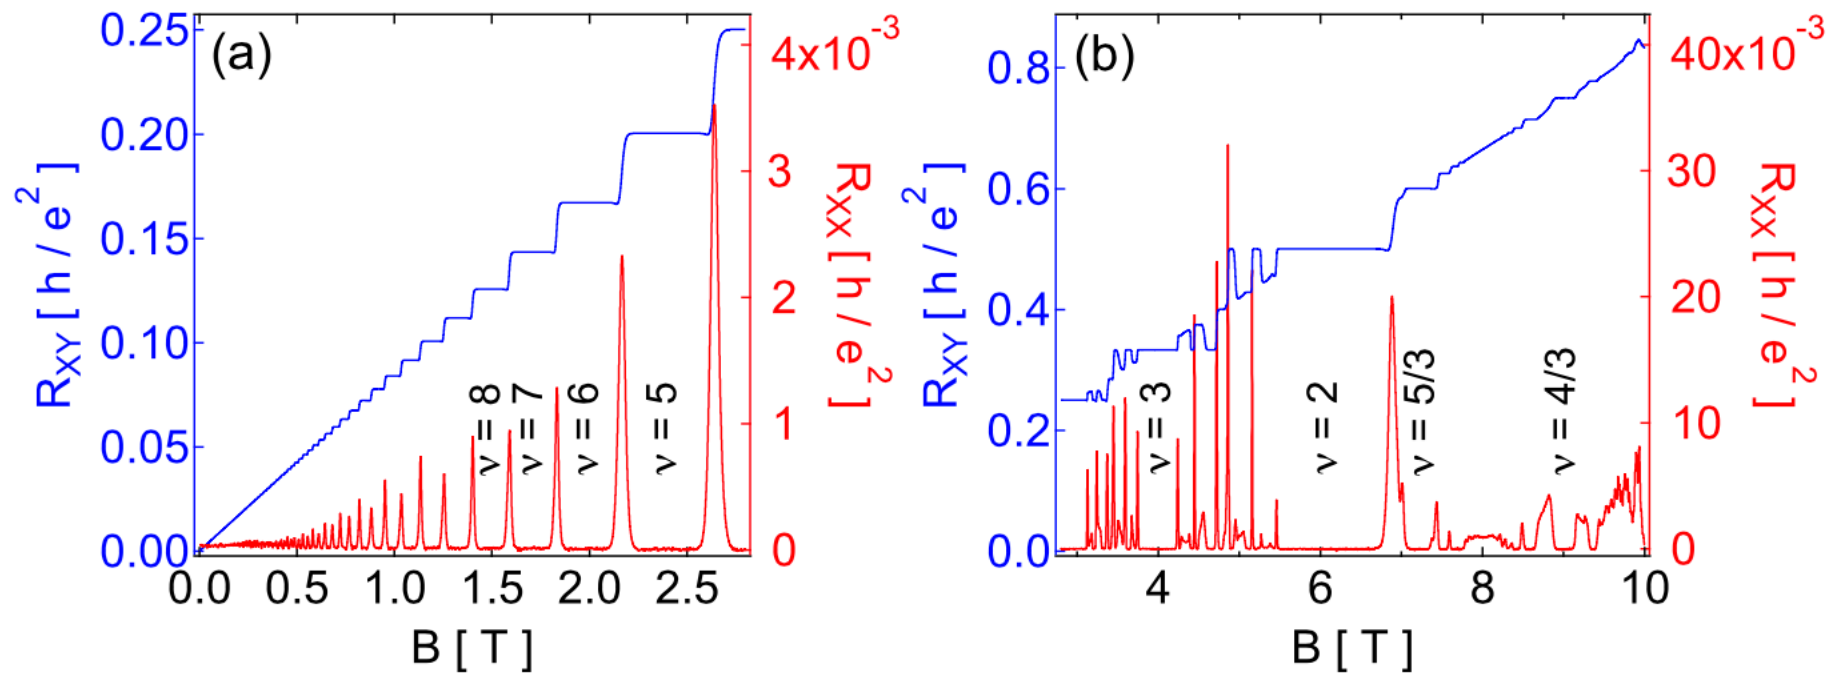 (a)
R_XY [ h / e^2 ]
0.25
0.20
0.15
0.10
0.05
0.00
0.0 0.5 1.0 1.5 2.0 2.5
B [ T ]
ν = 8
ν = 7
ν = 6
ν = 5
4x10^-3
3
2
1
0
R_XX [ h / e^2 ]
(b)
R_XY [ h / e^2 ]
0.8
0.6
0.4
0.2
0.0
4 6 8 10
B [ T ]
ν = 3
ν = 2
ν = 5/3
ν = 4/3
40x10^-3
30
20
10
0
R_XX [ h / e^2 ]